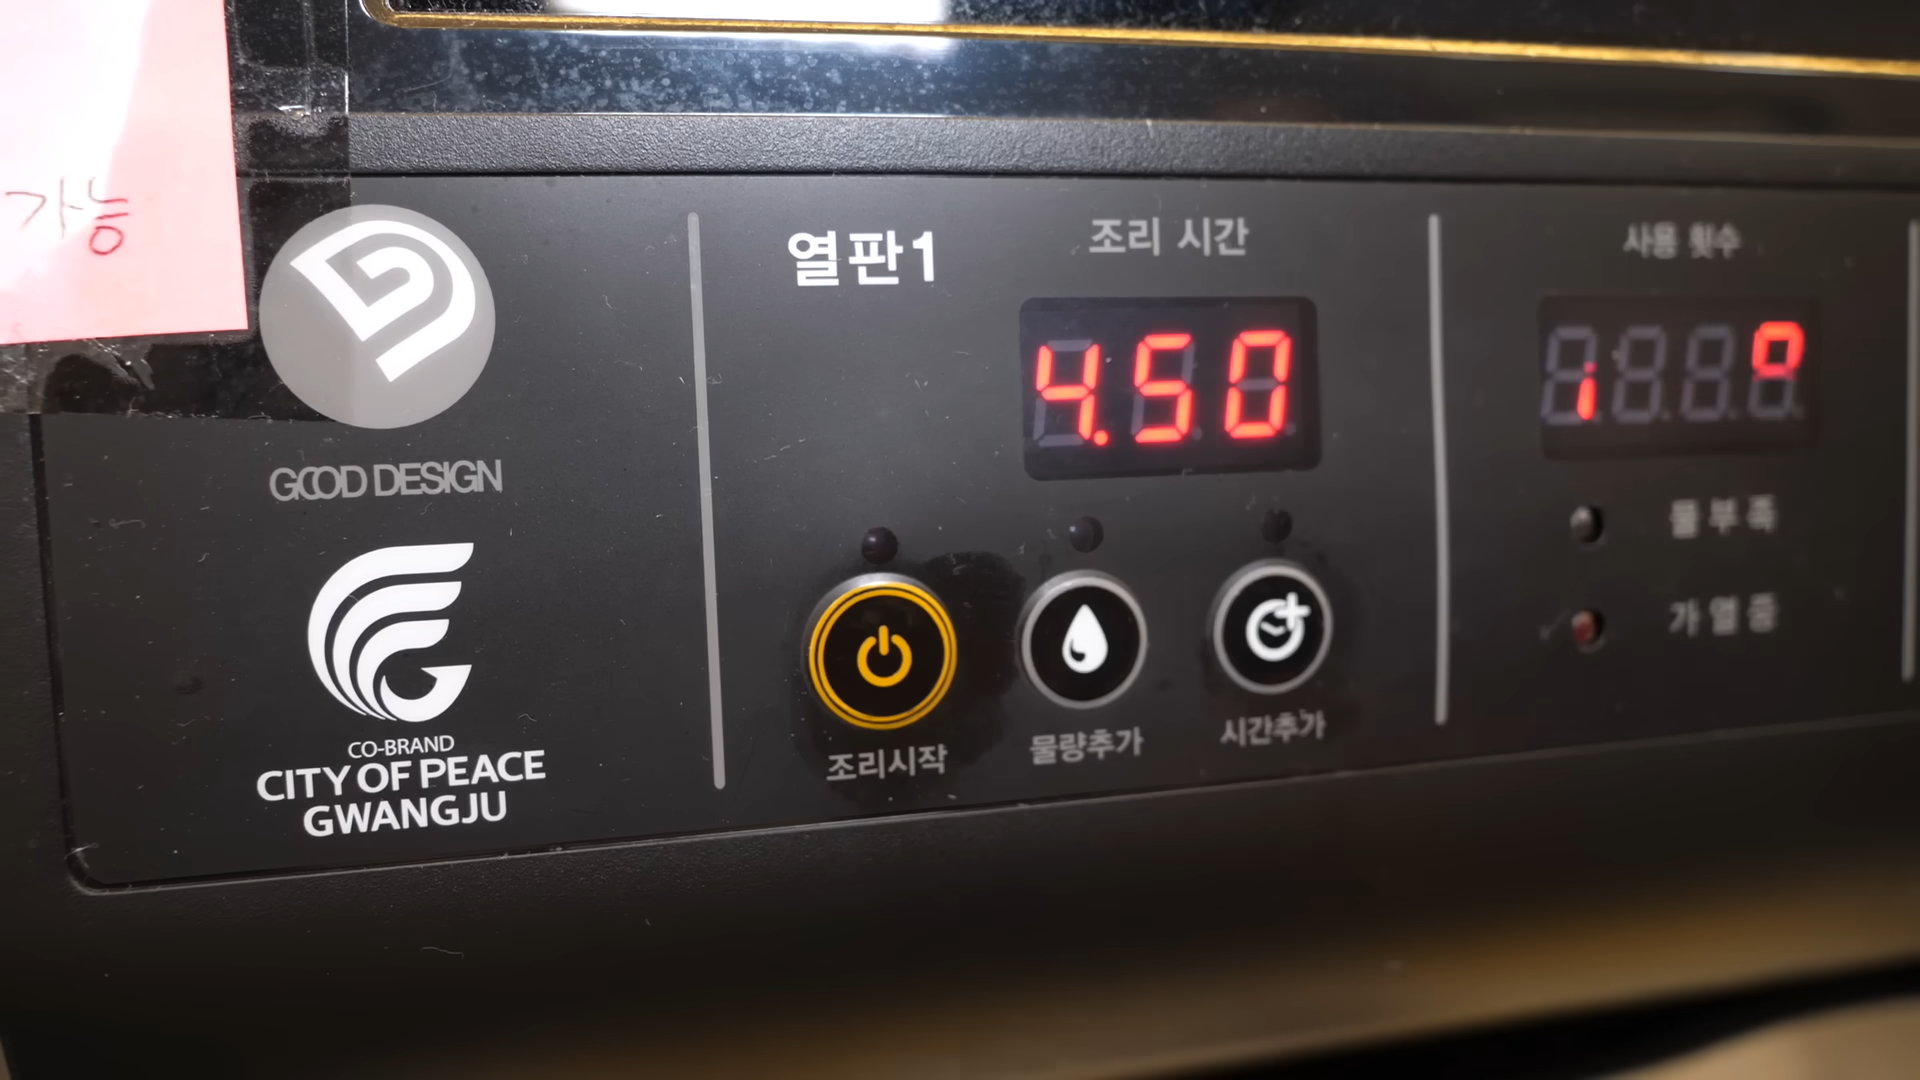 가능
GOOD DESIGN
CO-BRAND
CITY OF PEACE
GWANGJU
열판1
조리 시간
4.50
조리시작
물량추가
시간추가
사용 횟수
물부족
가열중